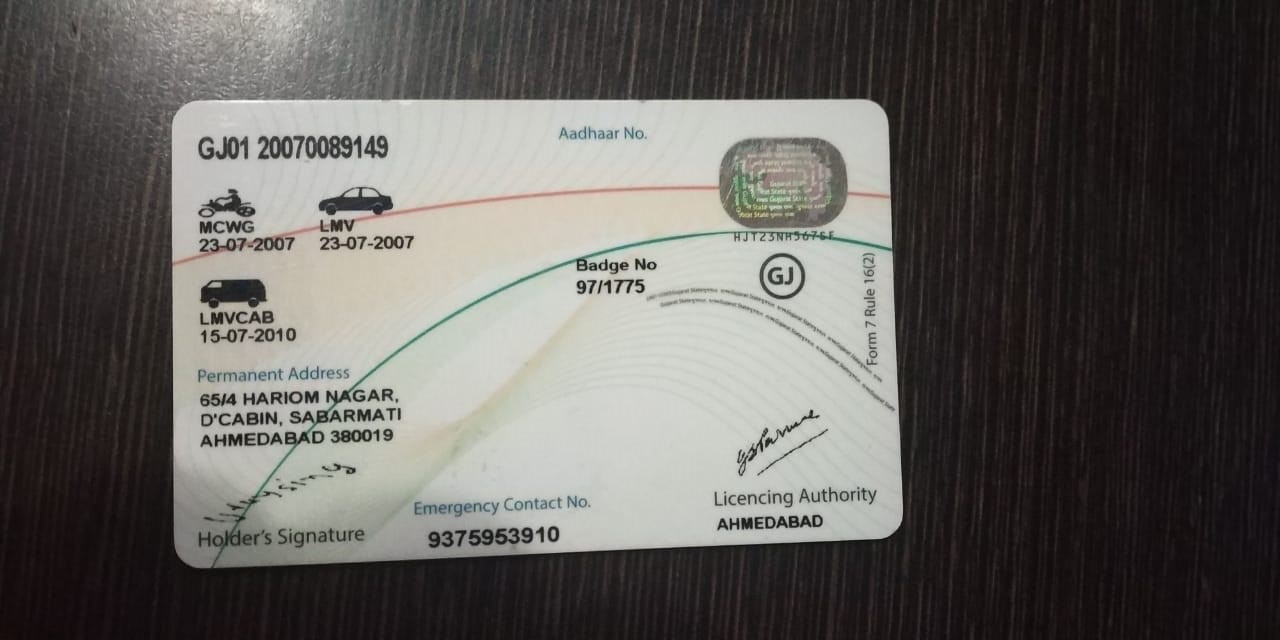 GJ01 20070089149
Aadhaar No.
MCWG
23-07-2007
LMV
23-07-2007
LMVCAB
15-07-2010
Badge No
97/1775
GJ
Form 7 Rule 16(2)
Permanent Address
65/4 HARIOM NAGAR,
D'CABIN, SABARMATI
AHMEDABAD 380019
Holder's Signature
Emergency Contact No.
9375953910
Licencing Authority
AHMEDABAD